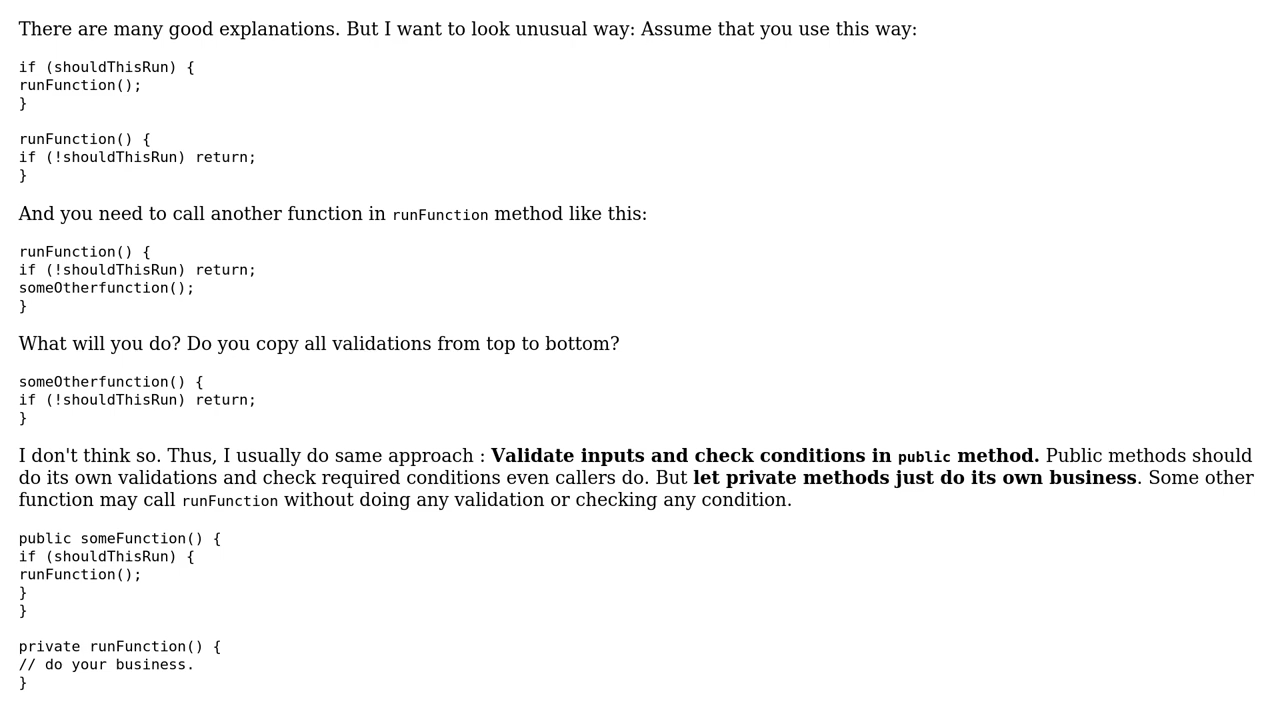 There are many good explanations. But I want to look unusual way: Assume that you use this way:
if (shouldThisRun) {
runFunction();
}
runFunction() {
if (!shouldThisRun) return;
}
And you need to call another function in runFunction method like this:
runFunction() {
if (!shouldThisRun) return;
someOtherfunction();
}
What will you do? Do you copy all validations from top to bottom?
someOtherfunction() {
if (!shouldThisRun) return;
}
I don't think so. Thus, I usually do same approach : Validate inputs and check conditions in public method. Public methods should
do its own validations and check required conditions even callers do. But let private methods just do its own business. Some other
function may call runFunction without doing any validation or checking any condition.
public someFunction() {
if (shouldThisRun) {
runFunction();
}
}
private runFunction() {
// do your business.
}